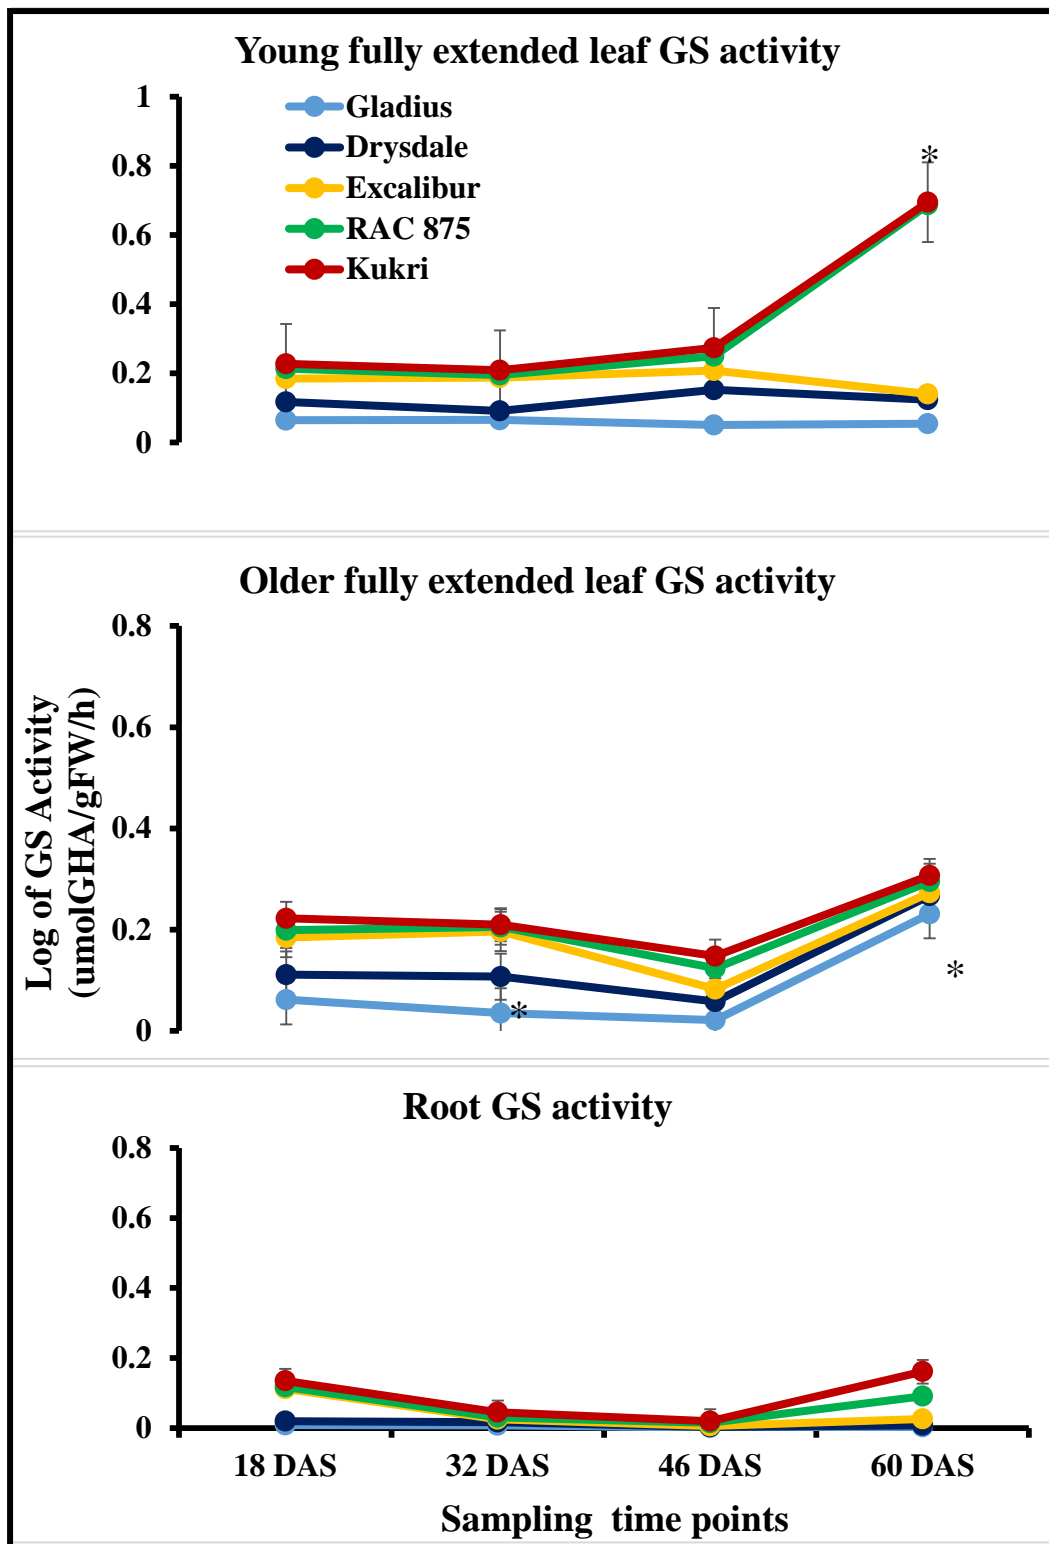 Young fully extended leaf GS activity
1
0.8
0.6
0.4
0.2
0
Gladius
Drysdale
Excalibur
RAC 875
Kukri
*
Older fully extended leaf GS activity
Log of GS Activity
(umolGHA/gFW/h)
0.8
0.6
0.4
0.2
0
*
*
Root GS activity
0.8
0.6
0.4
0.2
0
18 DAS 32 DAS 46 DAS 60 DAS
Sampling time points